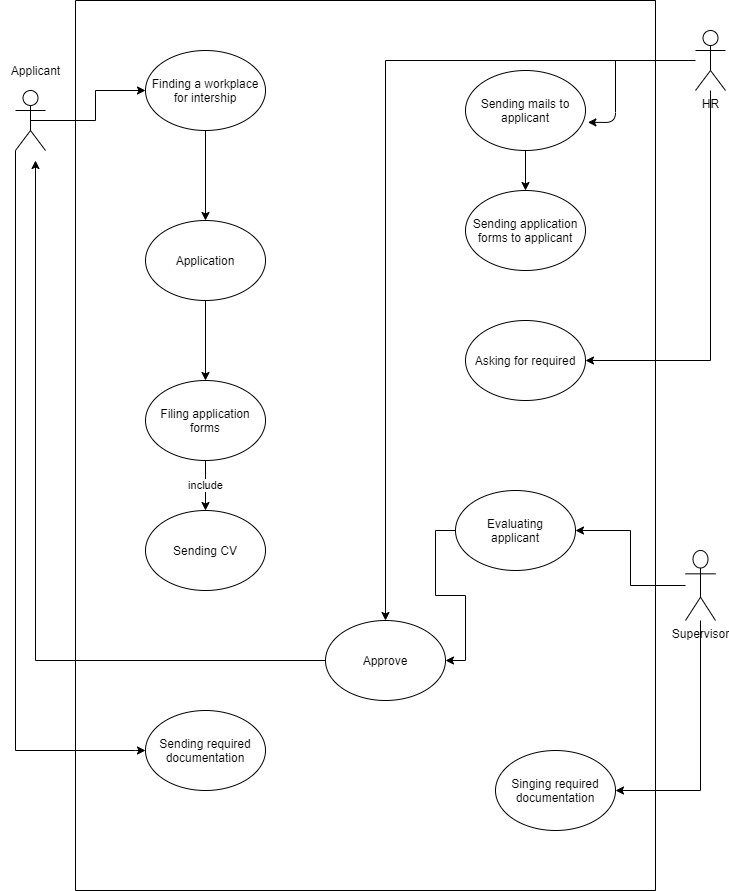 Applicant
Finding a workplace
for intership
Application
Filing application
forms
include
Sending CV
Sending mails to
applicant
HR
Sending application
forms to applicant
Asking for required
Evaluating
applicant
Supervisor
Approve
Sending required
documentation
Singing required
documentation